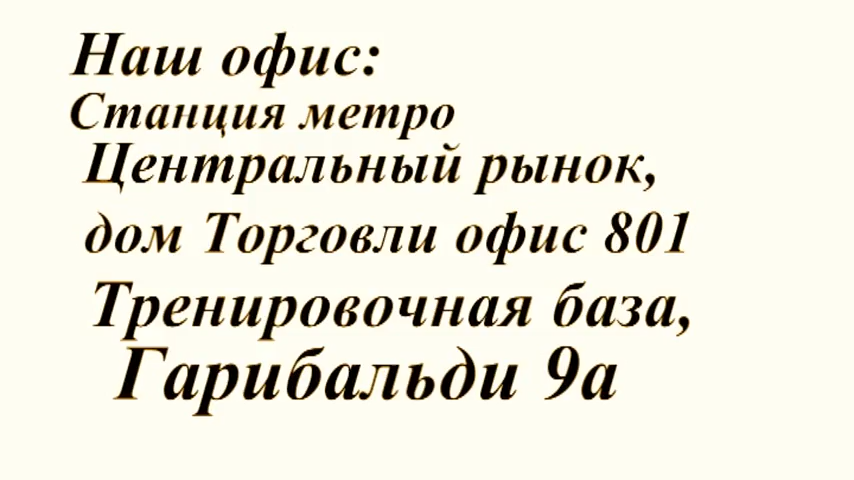 Наш офис:
Станция метро
Центральный рынок,
дом Торговли офис 801
Тренировочная база,
Гарибальди 9а